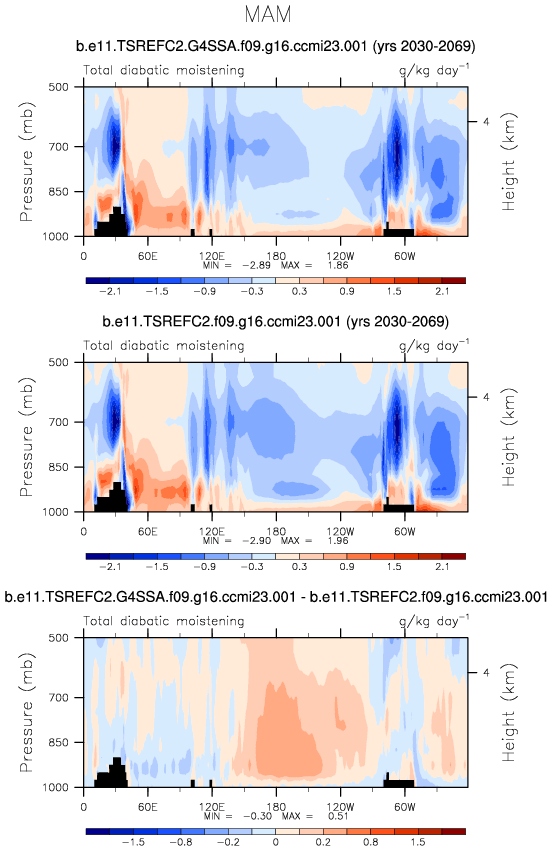 MAM
b.e11.TSREFC2.G4SSA.f09.g16.ccmi23.001 (yrs 2030-2069)
Total diabatic moistening g/kg day⁻¹
500
700
850
1000
Pressure (mb)
4
Height (km)
0 60E 120E 180 120W 60W
MIN = -2.89 MAX = 1.86
-2.1 -1.5 -0.9 -0.3 0.3 0.9 1.5 2.1
b.e11.TSREFC2.f09.g16.ccmi23.001 (yrs 2030-2069)
Total diabatic moistening g/kg day⁻¹
500
700
850
1000
Pressure (mb)
4
Height (km)
0 60E 120E 180 120W 60W
MIN = -2.90 MAX = 1.96
-2.1 -1.5 -0.9 -0.3 0.3 0.9 1.5 2.1
b.e11.TSREFC2.G4SSA.f09.g16.ccmi23.001 - b.e11.TSREFC2.f09.g16.ccmi23.001
Total diabatic moistening g/kg day⁻¹
500
700
850
1000
Pressure (mb)
4
Height (km)
0 60E 120E 180 120W 60W
MIN = -0.30 MAX = 0.51
-1.5 -0.8 -0.2 0 0.2 0.8 1.5